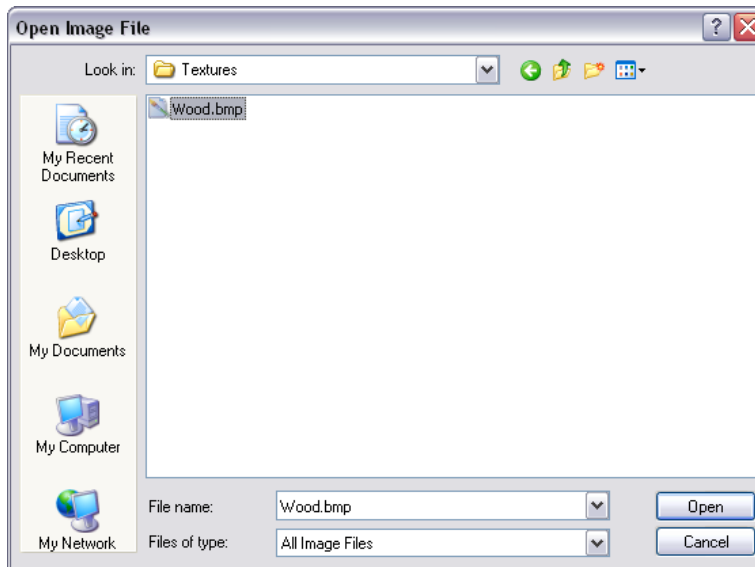 Open Image File
Look in:
Textures
Wood.bmp
My Recent
Documents
Desktop
My Documents
My Computer
My Network
File name:
Wood.bmp
Open
Files of type:
All Image Files
Cancel